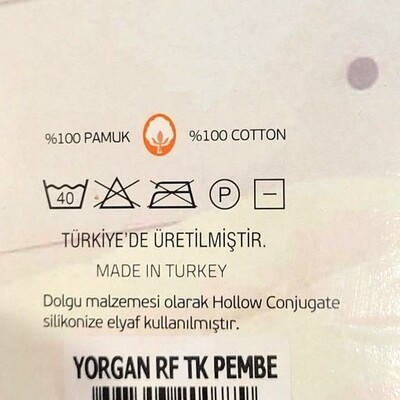 %100 PAMUK %100 COTTON
40 P
TÜRKİYE'DE ÜRETİLMİŞTİR.
MADE IN TURKEY
Dolgu malzemesi olarak Hollow Conjugate
silikonize elyaf kullanılmıştır.
YORGAN RF TK PEMBE